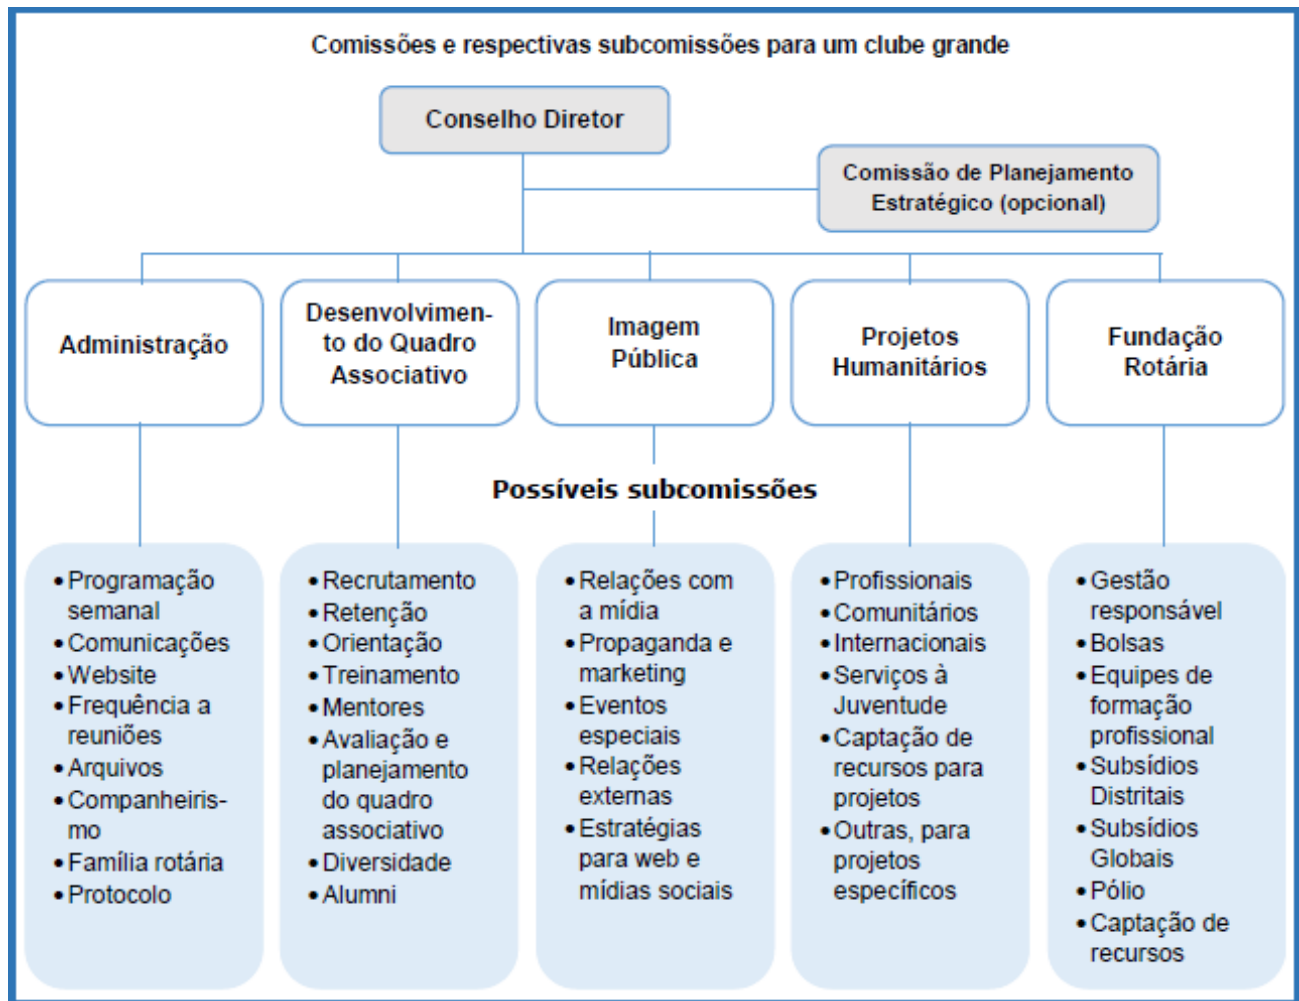 Comissões e respectivas subcomissões para um clube grande
Conselho Diretor
Comissão de Planejamento
Estratégico (opcional)
Administração
Desenvolvimen-
to do Quadro
Associativo
Imagem
Pública
Projetos
Humanitários
Fundação
Rotária
Possíveis subcomissões
• Programação
semanal
• Comunicações
• Website
• Frequência a
reuniões
• Arquivos
• Companheiris-
mo
• Família rotária
• Protocolo
• Recrutamento
• Retenção
• Orientação
• Treinamento
• Mentores
• Avaliação e
planejamento
do quadro
associativo
• Diversidade
• Alumni
• Relações com
a mídia
• Propaganda e
marketing
• Eventos
especiais
• Relações
externas
• Estratégias
para web e
mídias sociais
• Profissionais
• Comunitários
• Internacionais
• Serviços à
Juventude
• Captação de
recursos para
projetos
• Outras, para
projetos
específicos
• Gestão
responsável
• Bolsas
• Equipes de
formação
profissional
• Subsídios
Distritais
• Subsídios
Globais
• Pólio
• Captação de
recursos